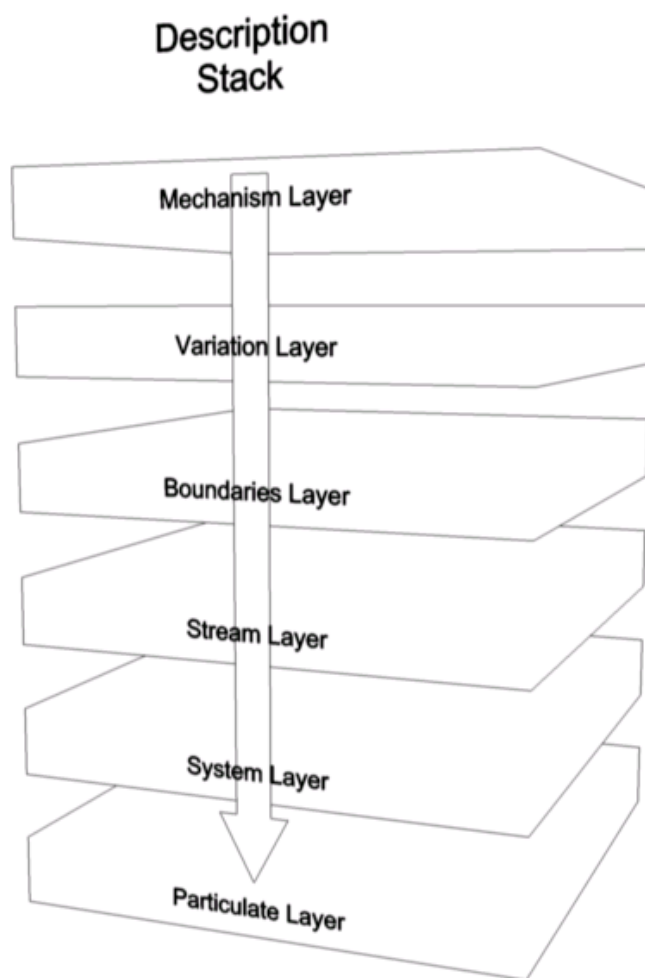 Description
Stack
Mechanism Layer
Variation Layer
Boundaries Layer
Stream Layer
System Layer
Particulate Layer